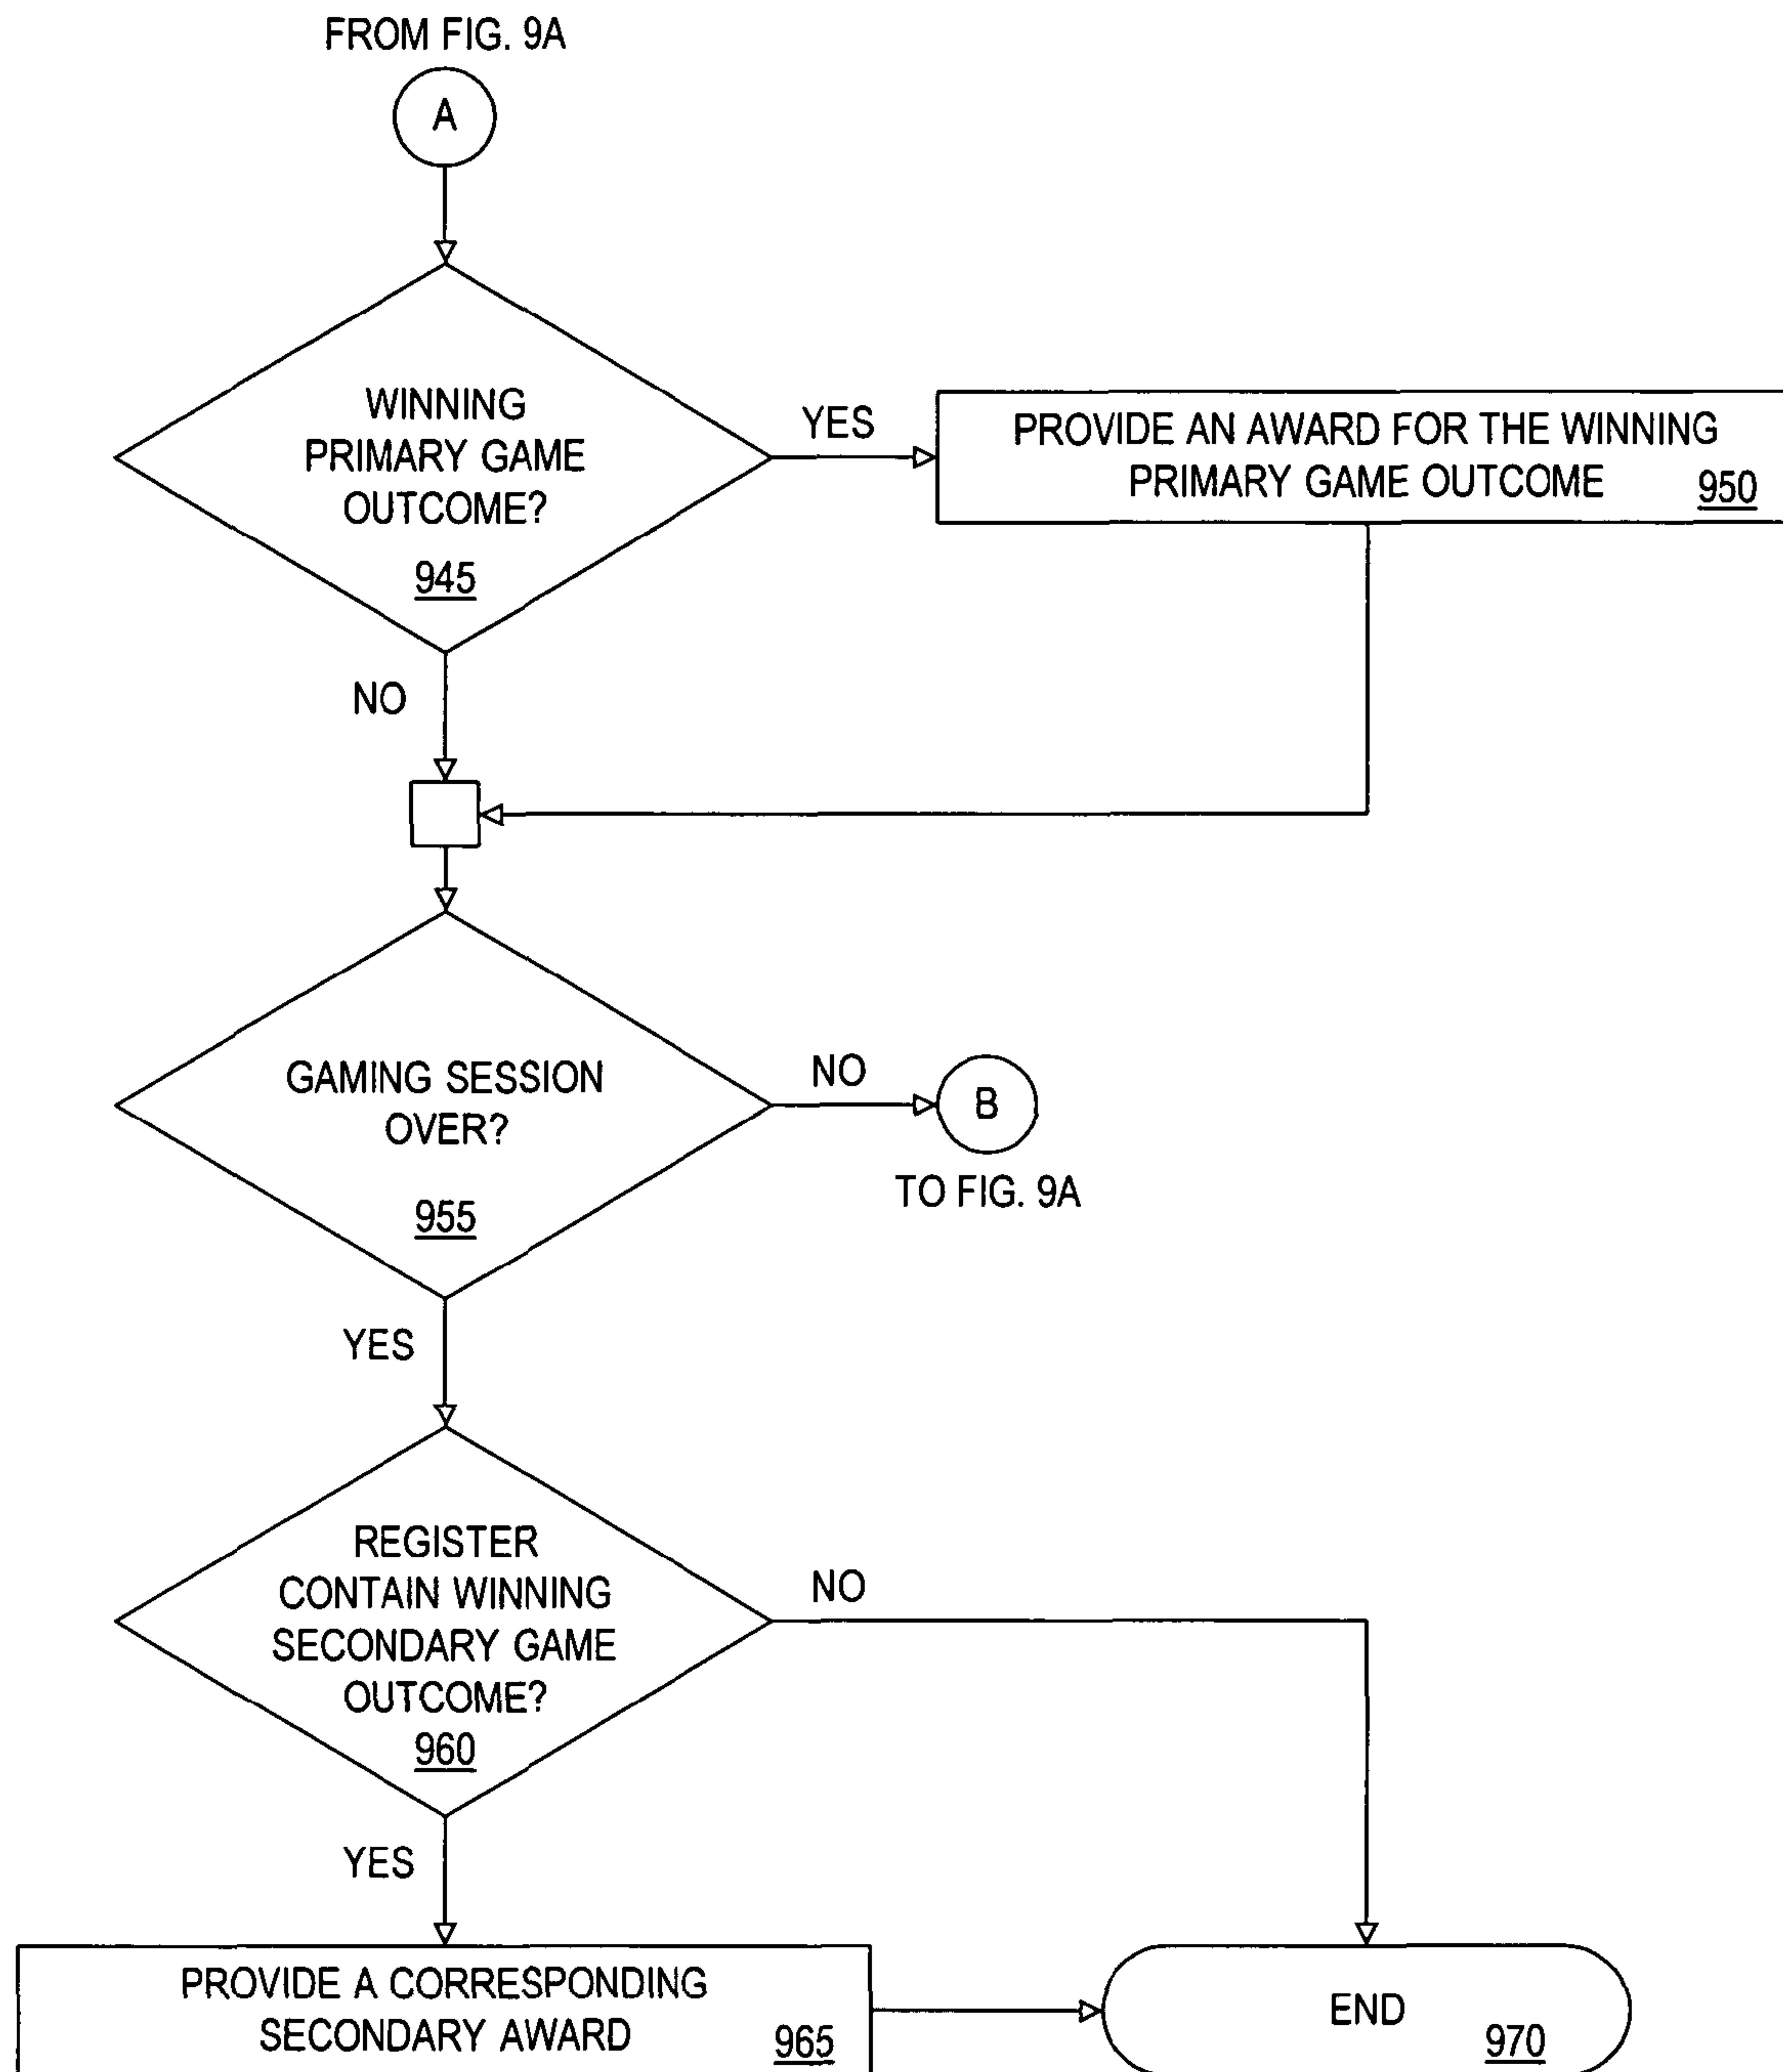 FROM FIG. 9A
A
WINNING
PRIMARY GAME
OUTCOME?
945
YES
PROVIDE AN AWARD FOR THE WINNING
PRIMARY GAME OUTCOME
950
NO
GAMING SESSION
OVER?
955
NO
B
TO FIG. 9A
YES
REGISTER
CONTAIN WINNING
SECONDARY GAME
OUTCOME?
960
NO
YES
PROVIDE A CORRESPONDING
SECONDARY AWARD
965
END
970